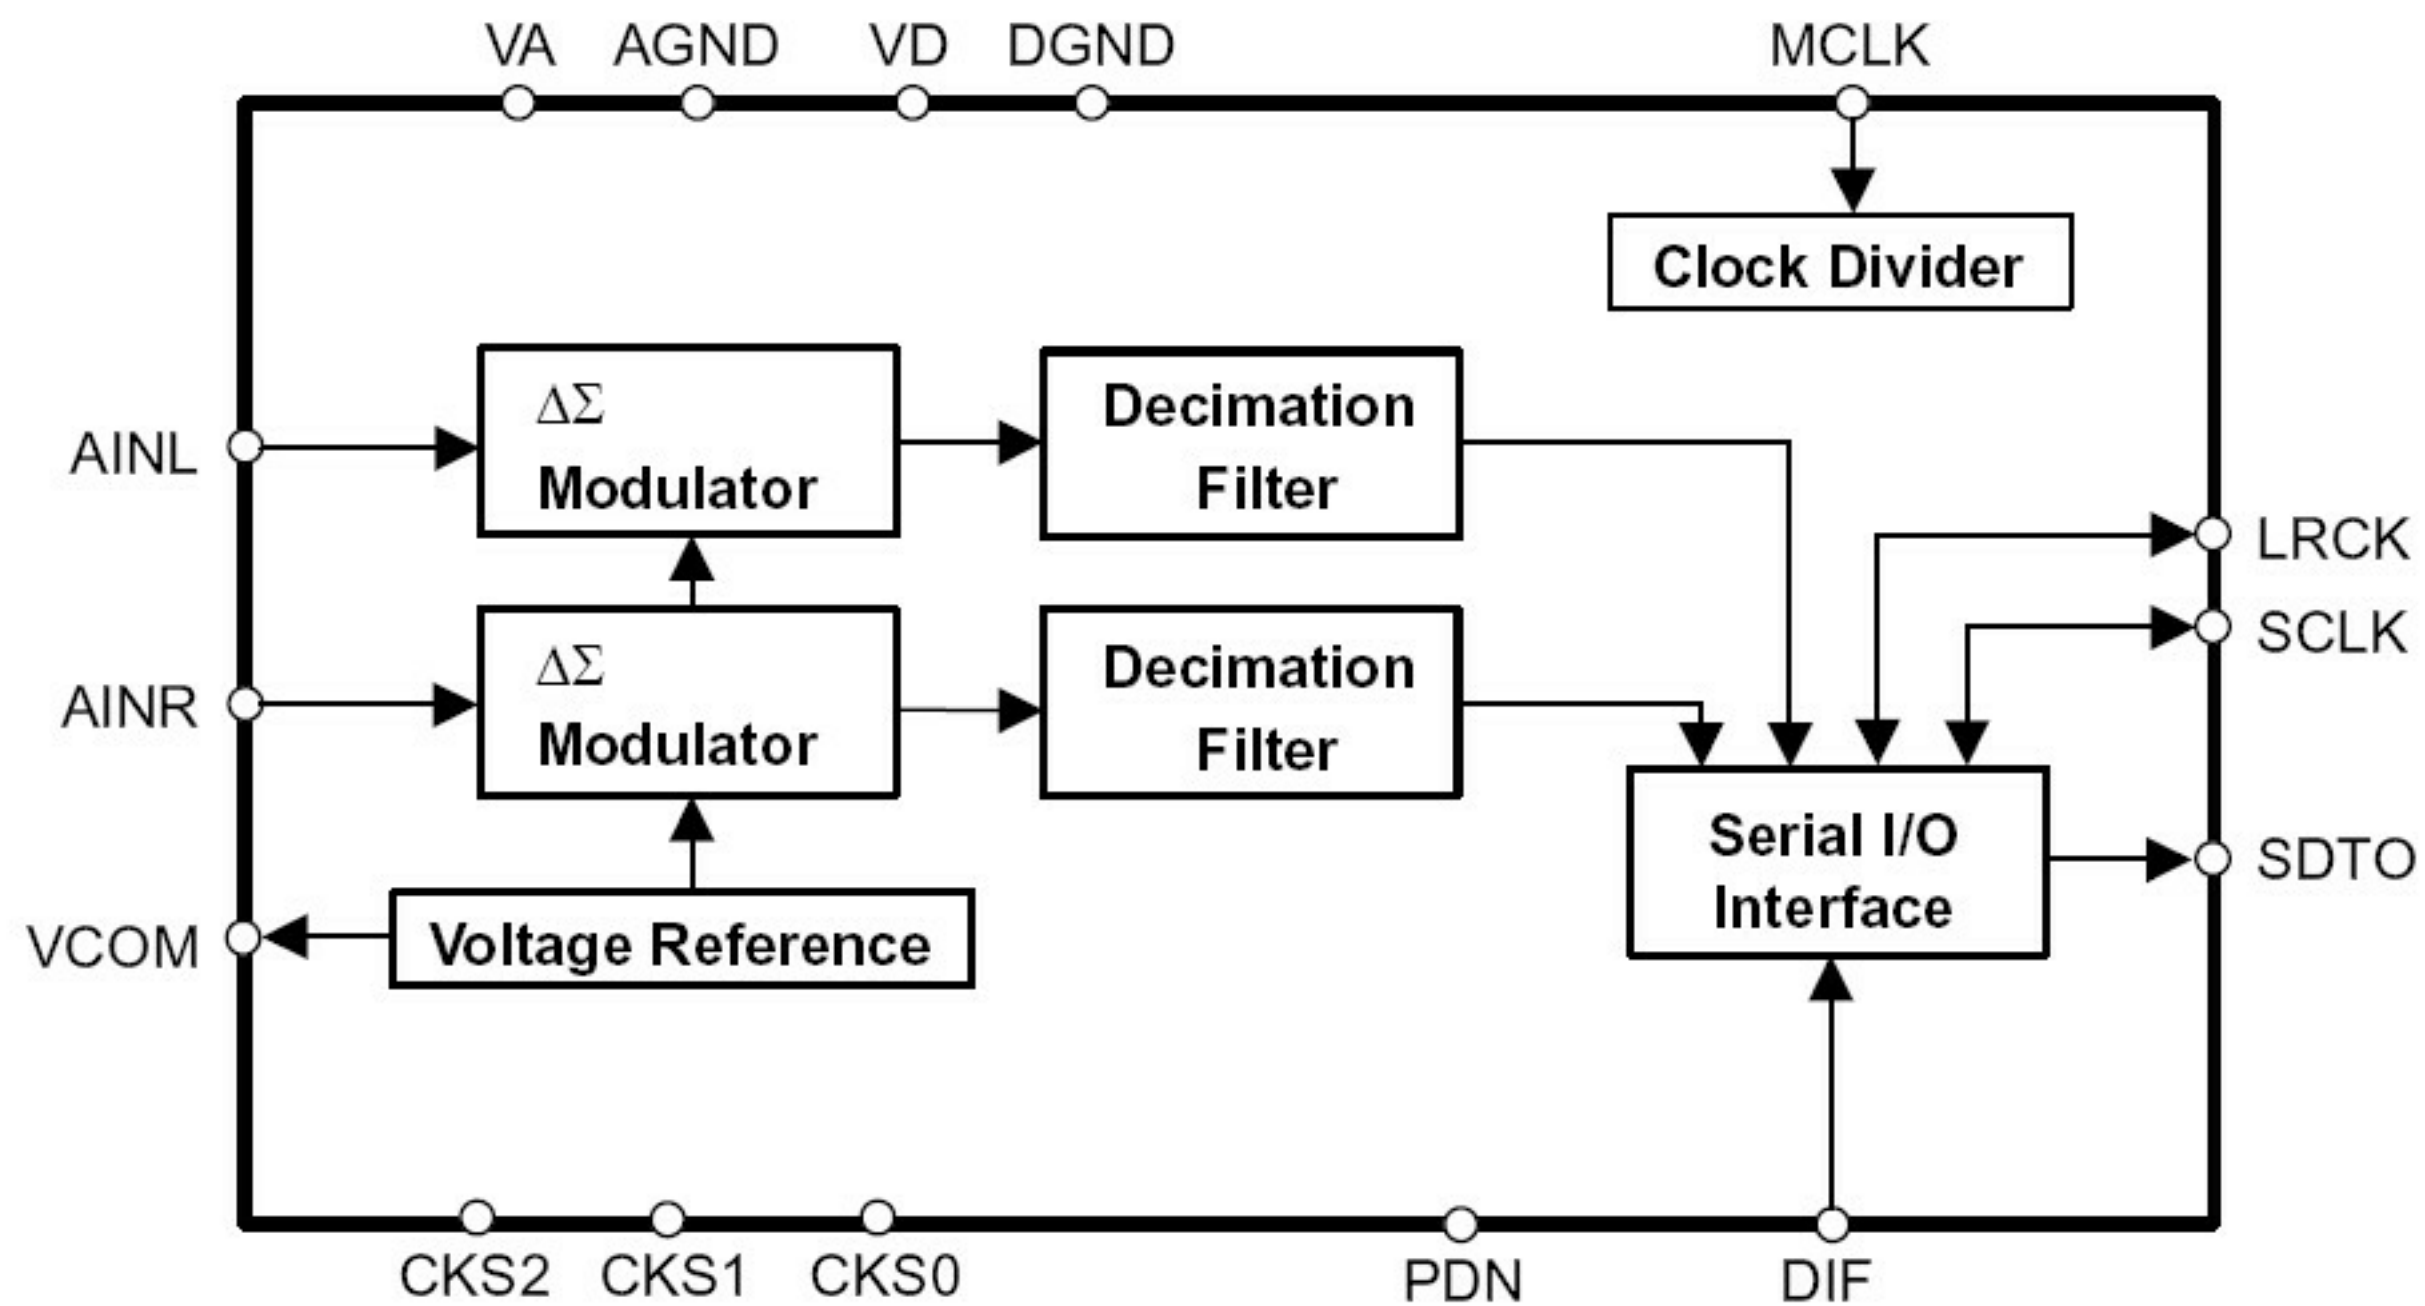 VA AGND VD DGND MCLK
Clock Divider
ΔΣ
Modulator
Decimation
Filter
AINL
LRCK
SCLK
ΔΣ
Modulator
Decimation
Filter
AINR
Serial I/O
Interface
SDTO
VCOM
Voltage Reference
CKS2 CKS1 CKS0 PDN DIF